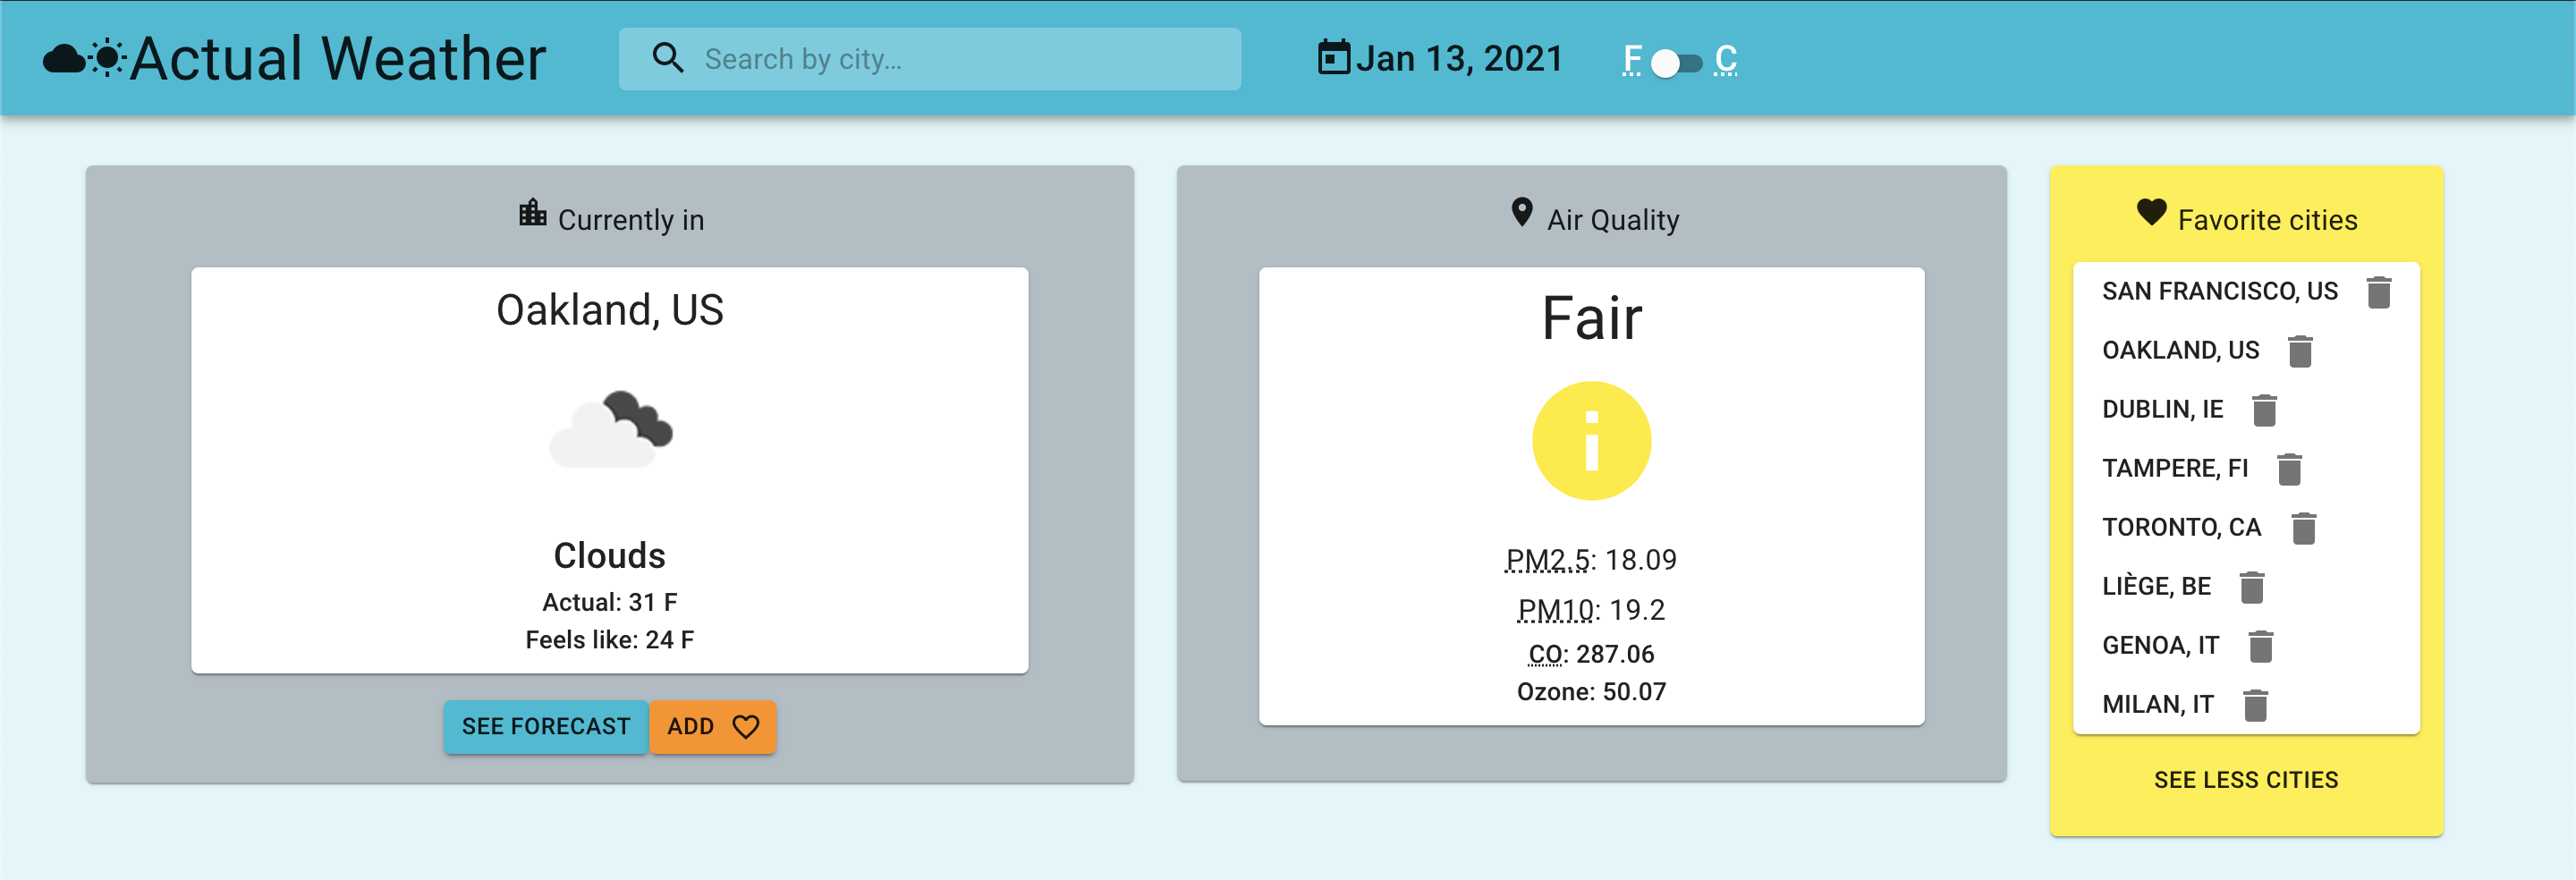 Actual Weather
Search by city...
Jan 13, 2021
F C
Currently in
Oakland, US
Clouds
Actual: 31 F
Feels like: 24 F
SEE FORECAST
ADD
Air Quality
Fair
PM2.5: 18.09
PM10: 19.2
CO: 287.06
Ozone: 50.07
Favorite cities
SAN FRANCISCO, US
OAKLAND, US
DUBLIN, IE
TAMPERE, FI
TORONTO, CA
LIÈGE, BE
GENOA, IT
MILAN, IT
SEE LESS CITIES